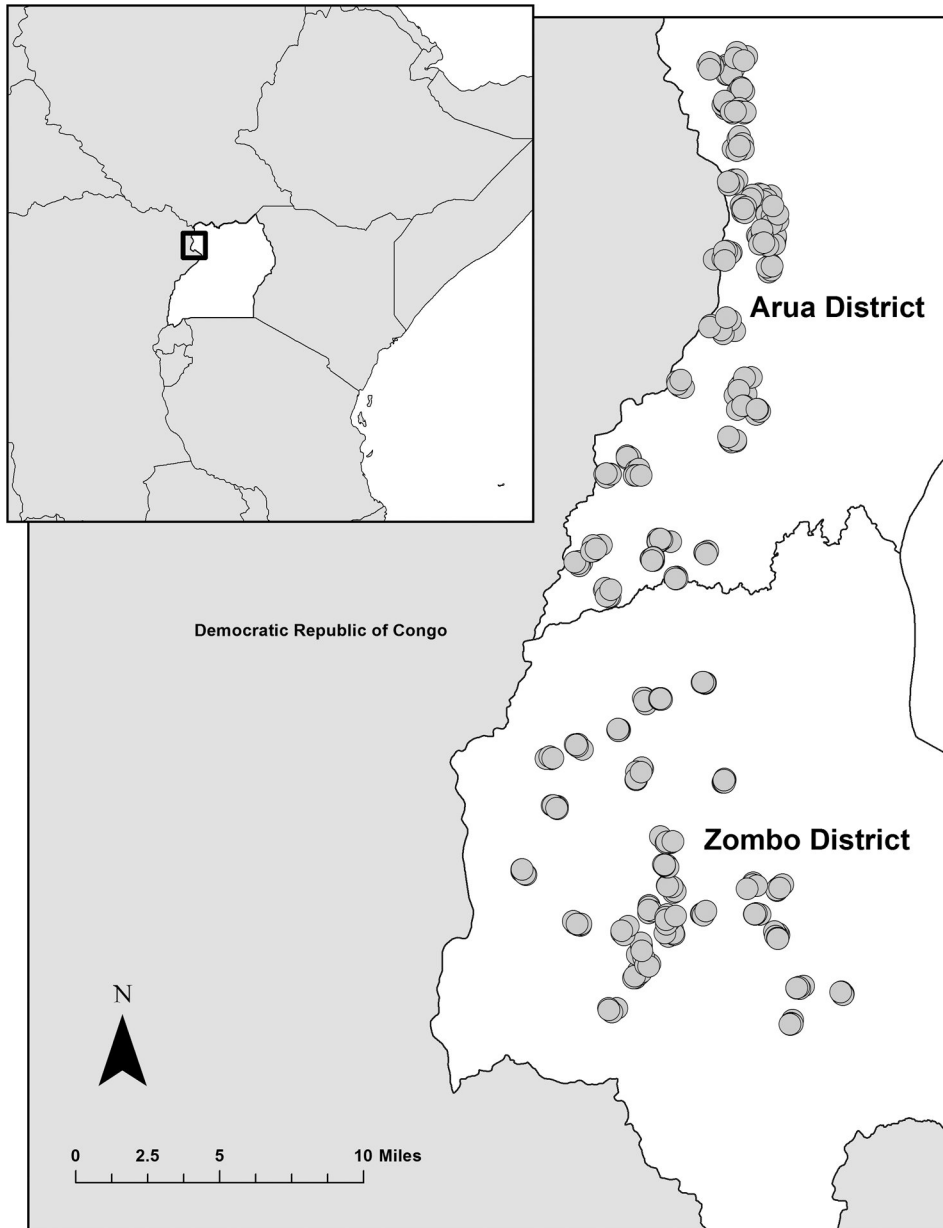 Arua District
Democratic Republic of Congo
Zombo District
N
0 2.5 5 10 Miles